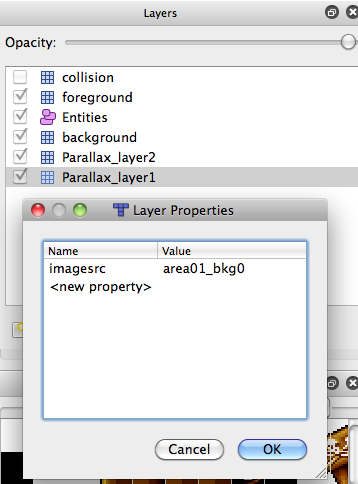 Layers
Opacity:
collision
foreground
Entities
background
Parallax_layer2
Parallax_layer1
Layer Properties
Name Value
imagesrc area01_bkg0
<new property>
Cancel OK